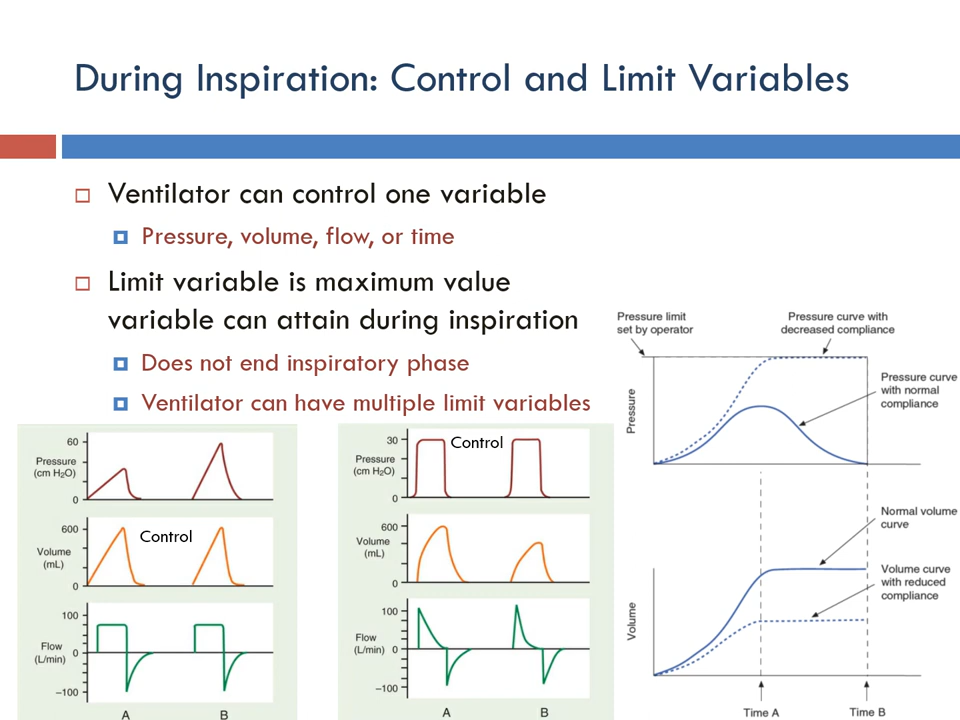 During Inspiration: Control and Limit Variables
Ventilator can control one variable
Pressure, volume, flow, or time
Limit variable is maximum value
variable can attain during inspiration
Does not end inspiratory phase
Ventilator can have multiple limit variables
60
Pressure
(cm H₂O)
0
600
Control
Volume
(mL)
0
100
Flow
(L/min)
0
–100
A B
30
Control
Pressure
(cm H₂O)
0
600
Volume
(mL)
0
100
Flow
(L/min)
0
–100
A B
Pressure limit
set by operator
Pressure curve with
decreased compliance
Pressure
Pressure curve
with normal
compliance
Normal volume
curve
Volume
Volume curve
with reduced
compliance
Time A Time B